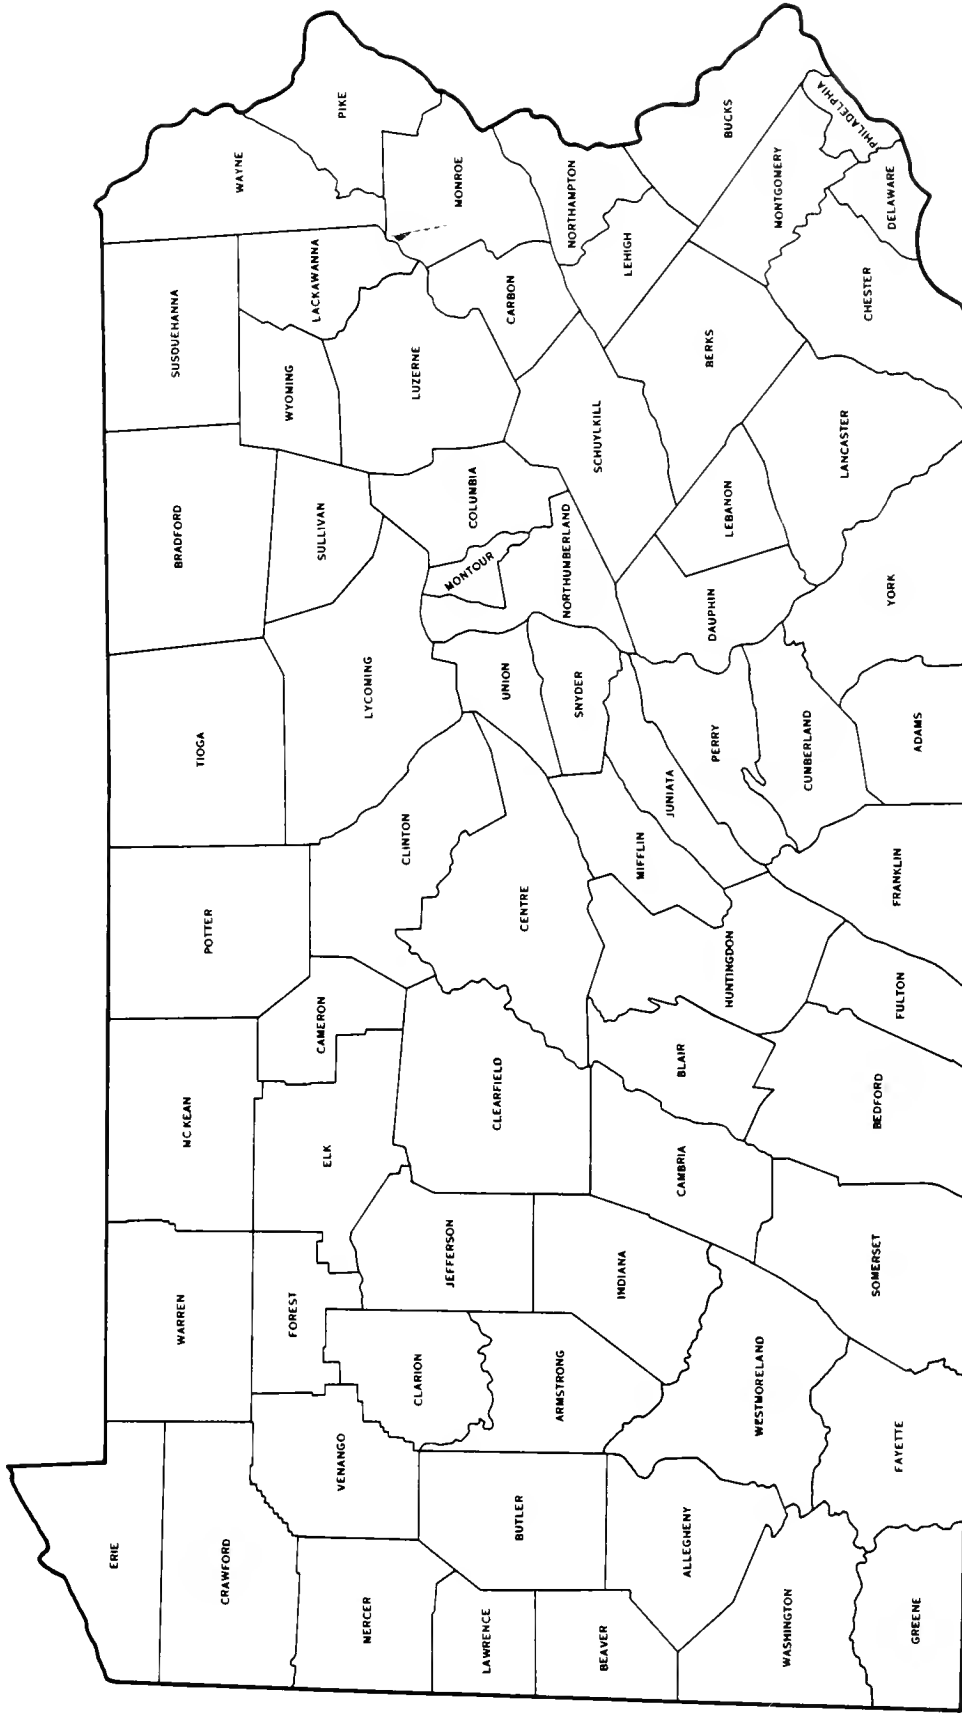 ERIE
CRAWFORD
WARREN
MC KEAN
POTTER
TIOGA
BRADFORD
SUSQUEHANNA
WAYNE
PIKE
MERCER
VENANGO
FOREST
ELK
CAMERON
CLINTON
LYCOMING
SULLIVAN
WYOMING
LACKAWANNA
LUZERNE
MONROE
LAWRENCE
BUTLER
CLARION
JEFFERSON
CLEARFIELD
CENTRE
UNION
MONTOUR
COLUMBIA
CARBON
NORTHAMPTON
BEAVER
ARMSTRONG
INDIANA
SNYDER
NORTHUMBERLAND
SCHUYLKILL
LEHIGH
ALLEGHENY
CAMBRIA
BLAIR
HUNTINGDON
MIFFLIN
JUNIATA
PERRY
DAUPHIN
LEBANON
BERKS
BUCKS
MONTGOMERY
WASHINGTON
WESTMORELAND
CUMBERLAND
LANCASTER
CHESTER
DELAWARE
PHILADELPHIA
GREENE
FAYETTE
SOMERSET
BEDFORD
FULTON
FRANKLIN
ADAMS
YORK